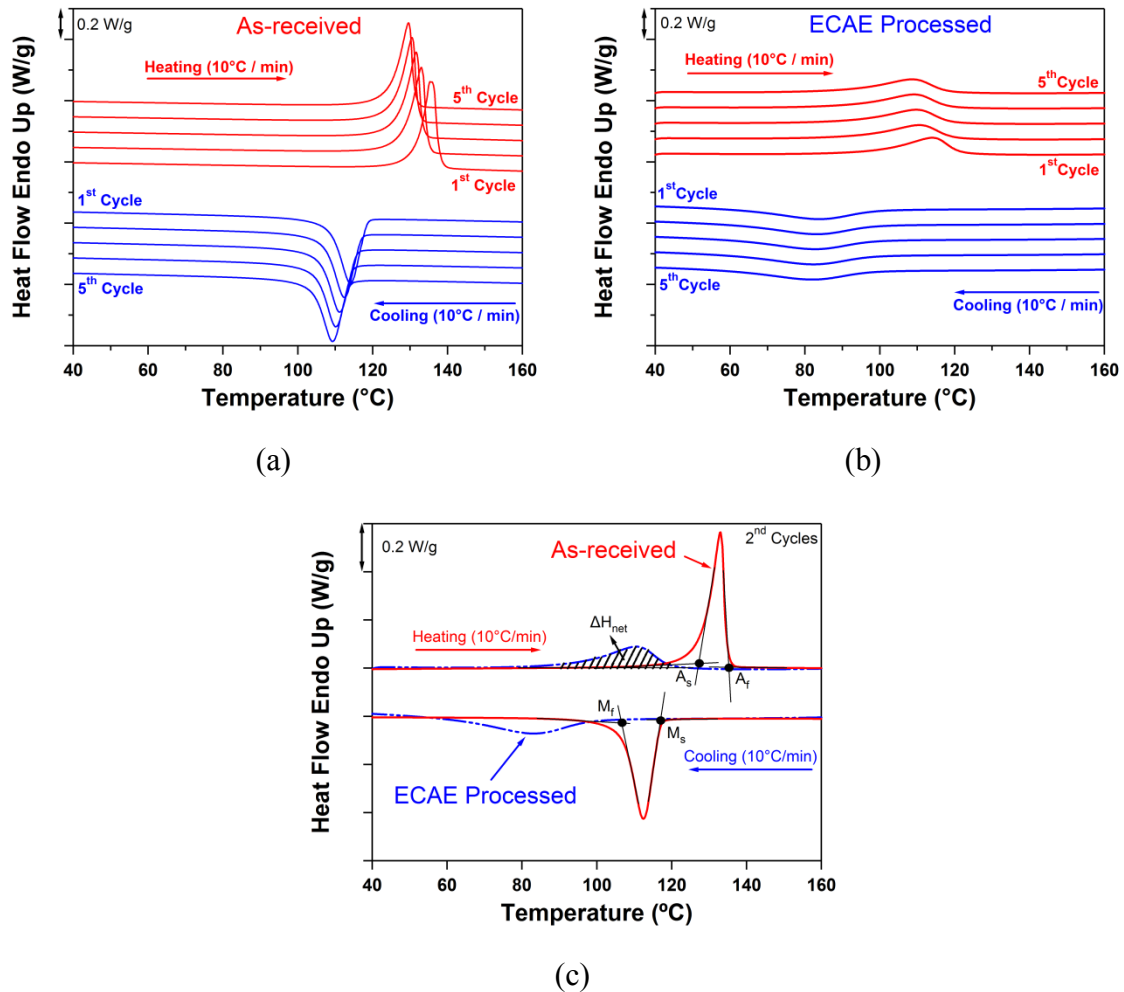 0.2 W/g
As-received
Heating (10°C / min)
5th Cycle
1st Cycle
1st Cycle
5th Cycle
Cooling (10°C / min)
Heat Flow Endo Up (W/g)
40 60 80 100 120 140 160
Temperature (°C)
(a)
0.2 W/g
ECAE Processed
Heating (10°C / min)
5th Cycle
1st Cycle
1st Cycle
5th Cycle
Cooling (10°C / min)
Heat Flow Endo Up (W/g)
40 60 80 100 120 140 160
Temperature (°C)
(b)
0.2 W/g
2nd Cycles
As-received
ΔHnet
Heating (10°C/min)
As
Af
Mf
Ms
Cooling (10°C/min)
ECAE Processed
Heat Flow Endo Up (W/g)
40 60 80 100 120 140 160
Temperature (ºC)
(c)